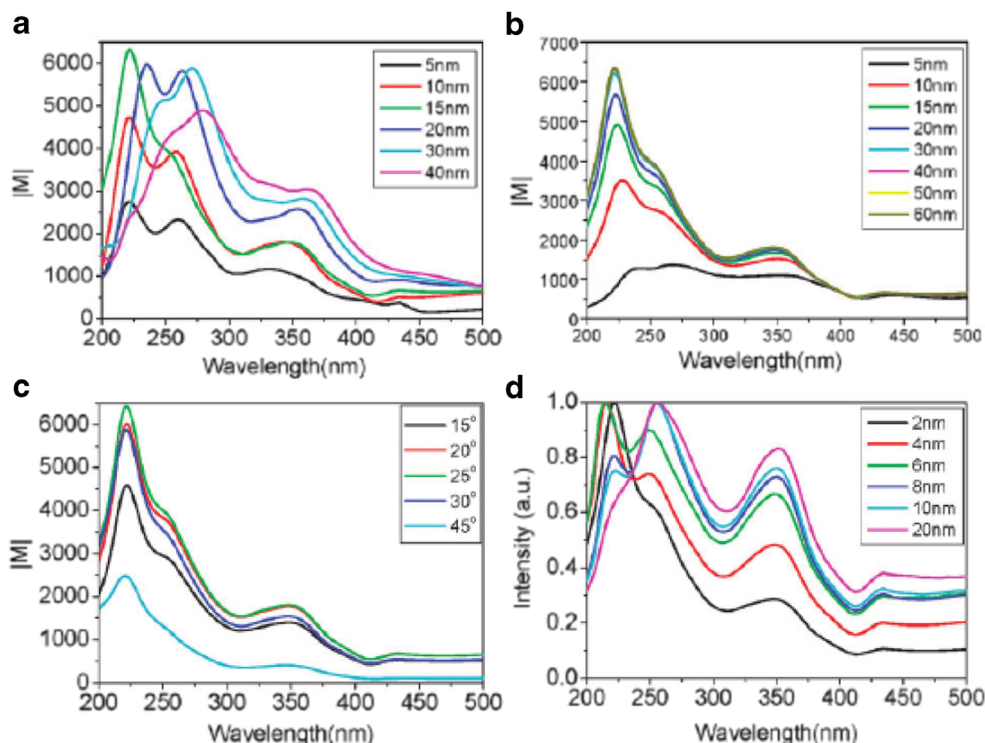 a
6000
5000
4000
3000
2000
1000
0
|M|
200 250 300 350 400 450 500
Wavelength(nm)
5nm
10nm
15nm
20nm
30nm
40nm
b
7000
6000
5000
4000
3000
2000
1000
0
|M|
200 250 300 350 400 450 500
Wavelength(nm)
5nm
10nm
15nm
20nm
30nm
40nm
50nm
60nm
c
6000
5000
4000
3000
2000
1000
0
|M|
200 250 300 350 400 450 500
Wavelength(nm)
15°
20°
25°
30°
45°
d
1.0
0.8
0.6
0.4
0.2
0.0
Intensity (a.u.)
200 250 300 350 400 450 500
Wavelength(nm)
2nm
4nm
6nm
8nm
10nm
20nm